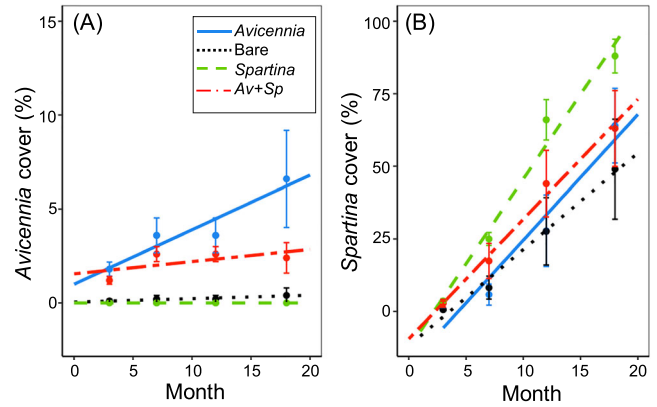 (A)
Avicennia
Bare
Spartina
Av+Sp
15
10
5
0
Avicennia cover (%)
0 5 10 15 20
Month
(B)
100
75
50
25
0
Spartina cover (%)
0 5 10 15 20
Month